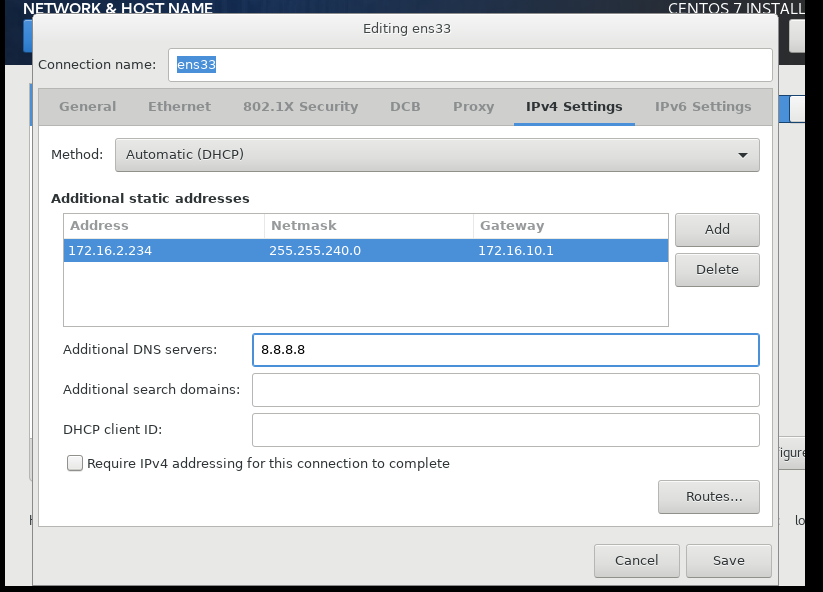 NETWORK & HOST NAME
CENTOS 7 INSTALL
Editing ens33
Connection name: ens33
General Ethernet 802.1X Security DCB Proxy IPv4 Settings IPv6 Settings
Method: Automatic (DHCP)
Additional static addresses
Address Netmask Gateway
172.16.2.234 255.255.240.0 172.16.10.1
Add
Delete
Additional DNS servers: 8.8.8.8
Additional search domains:
DHCP client ID:
Require IPv4 addressing for this connection to complete
Routes...
Cancel Save